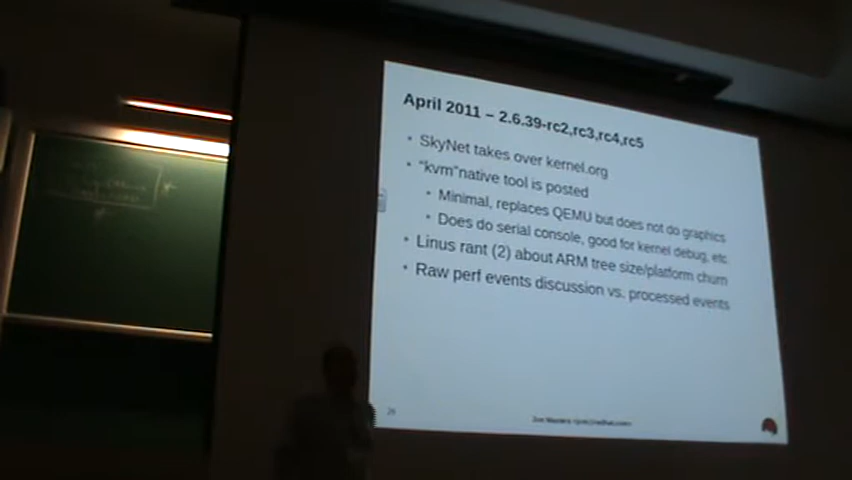 April 2011 – 2.6.39-rc2,rc3,rc4,rc5
• SkyNet takes over kernel.org
• "kvm"native tool is posted
• Minimal, replaces QEMU but does not do graphics
• Does do serial console, good for kernel debug, etc.
• Linus rant (2) about ARM tree size/platform churn
• Raw perf events discussion vs. processed events
26